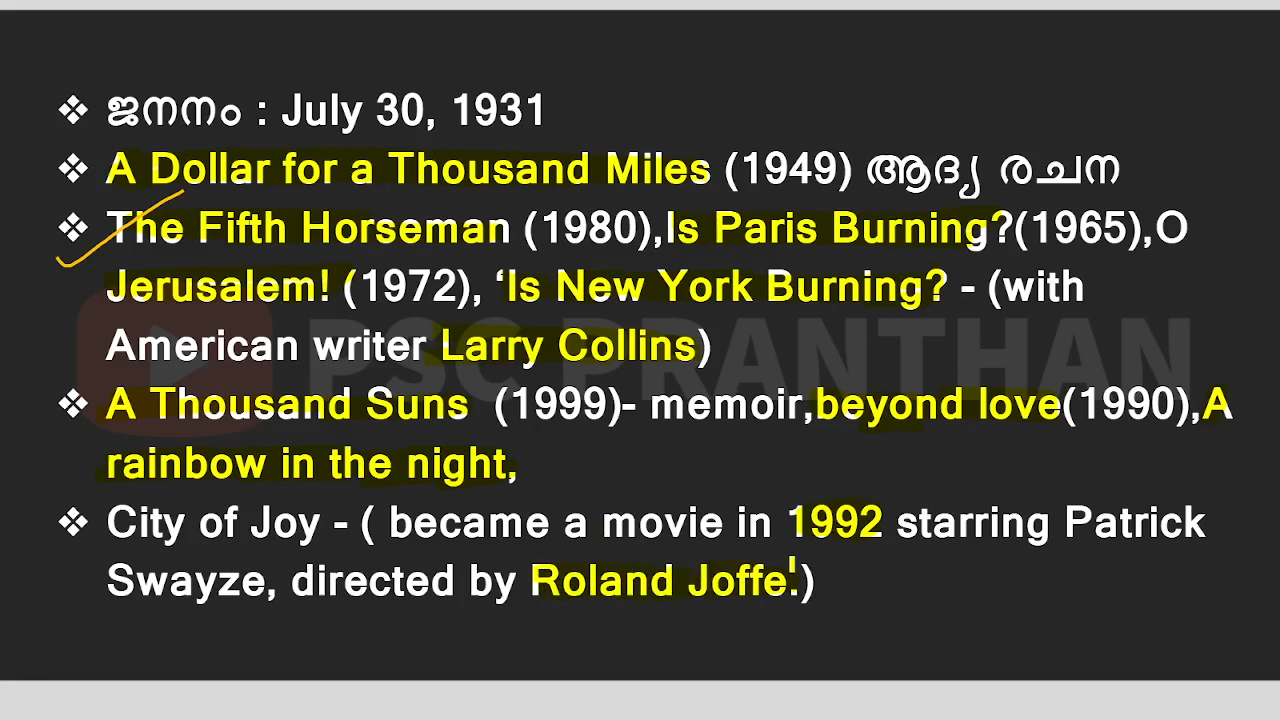 ❖ ജനനം : July 30, 1931
❖ A Dollar for a Thousand Miles (1949) ആദ്യ രചന
❖ The Fifth Horseman (1980),Is Paris Burning?(1965),O
Jerusalem! (1972), ‘Is New York Burning? - (with
American writer Larry Collins)
❖ A Thousand Suns (1999)- memoir,beyond love(1990),A
rainbow in the night,
❖ City of Joy - ( became a movie in 1992 starring Patrick
Swayze, directed by Roland Joffe.)
PSC PRANTHAN